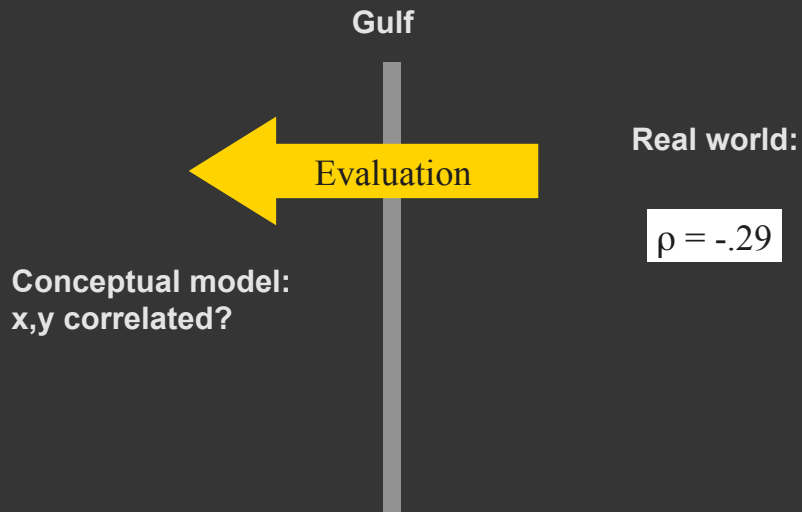 Gulf
Real world:
Evaluation
ρ = -.29
Conceptual model:
x,y correlated?